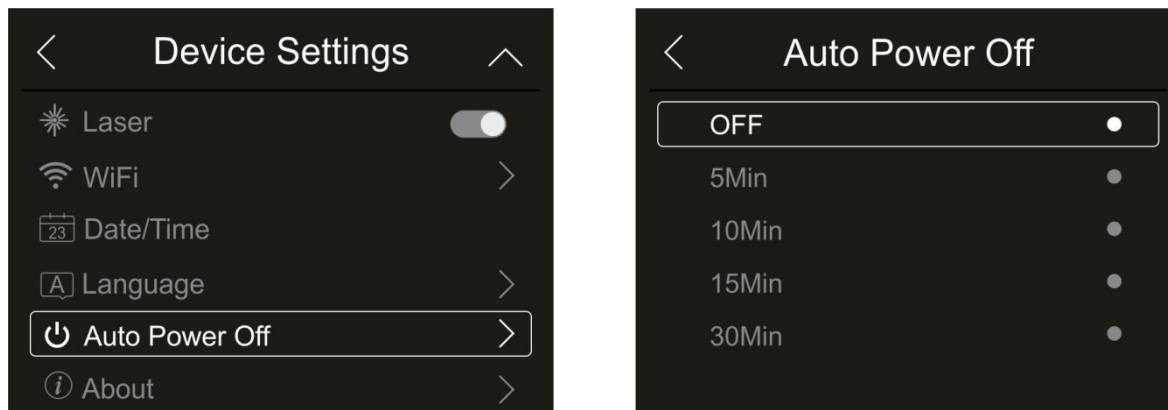 Device Settings
Laser
WiFi
23 Date/Time
A Language
Auto Power Off
i About
Auto Power Off
OFF
5Min
10Min
15Min
30Min